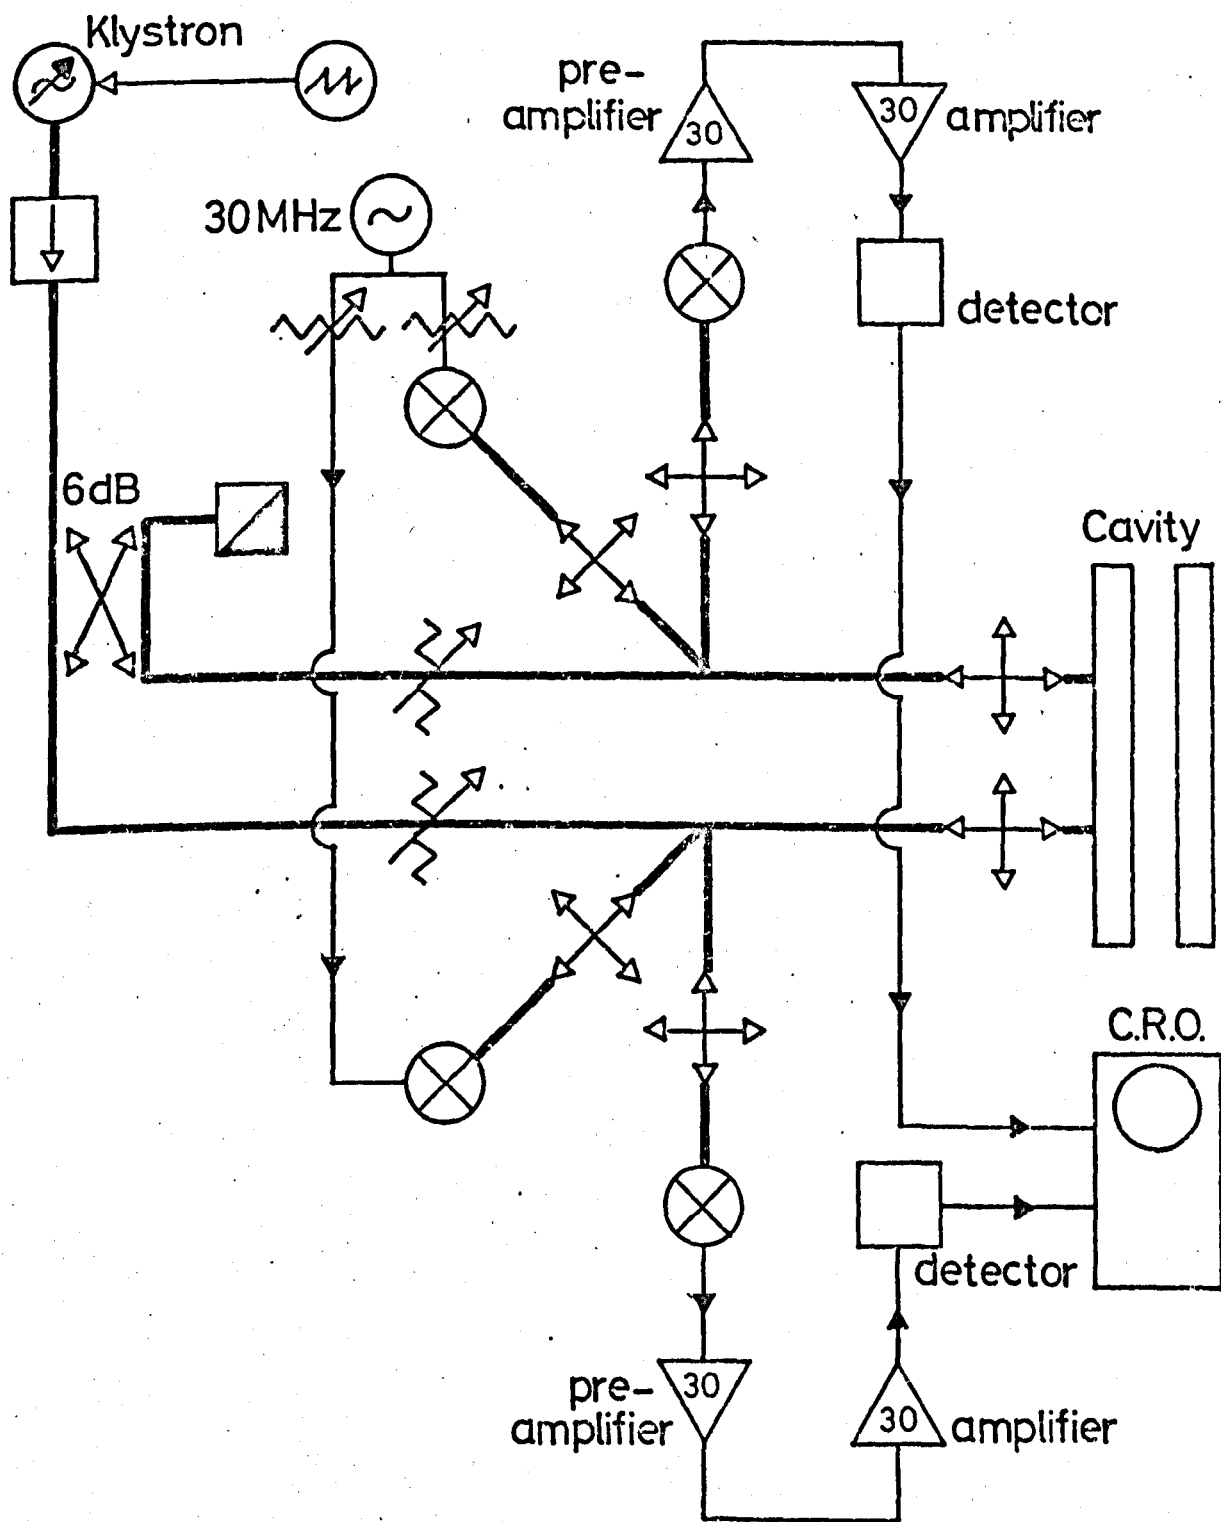 Klystron
pre-
amplifier
30
30
amplifier
30MHz
detector
6dB
Cavity
C.R.O.
detector
pre-
amplifier
30
30
amplifier